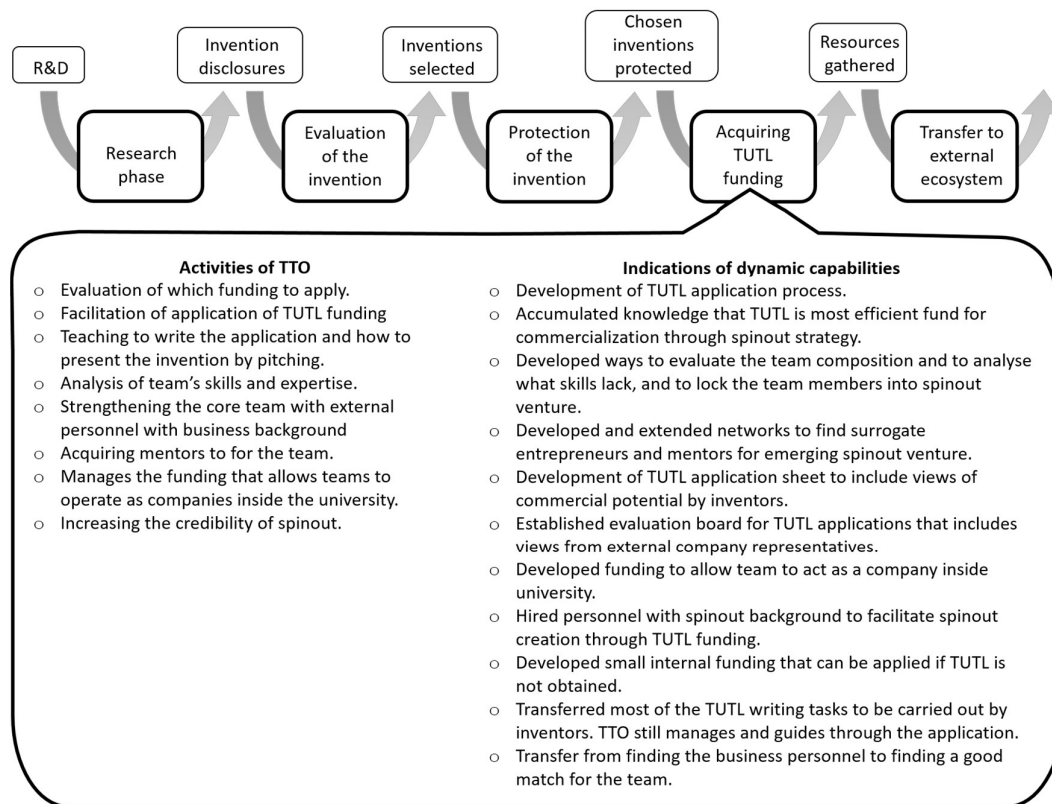 R&D
Invention
disclosures
Inventions
selected
Chosen
inventions
protected
Resources
gathered
Research
phase
Evaluation
of the
invention
Protection
of the
invention
Acquiring
TUTL
funding
Transfer to
external
ecosystem
Activities of TTO
o Evaluation of which funding to apply.
o Facilitation of application of TUTL funding
o Teaching to write the application and how to
present the invention by pitching.
o Analysis of team's skills and expertise.
o Strengthening the core team with external
personnel with business background
o Acquiring mentors to for the team.
o Manages the funding that allows teams to
operate as companies inside the university.
o Increasing the credibility of spinout.
Indications of dynamic capabilities
o Development of TUTL application process.
o Accumulated knowledge that TUTL is most efficient fund for
commercialization through spinout strategy.
o Developed ways to evaluate the team composition and to analyse
what skills lack, and to lock the team members into spinout
venture.
o Developed and extended networks to find surrogate
entrepreneurs and mentors for emerging spinout venture.
o Development of TUTL application sheet to include views of
commercial potential by inventors.
o Established evaluation board for TUTL applications that includes
views from external company representatives.
o Developed funding to allow team to act as a company inside
university.
o Hired personnel with spinout background to facilitate spinout
creation through TUTL funding.
o Developed small internal funding that can be applied if TUTL is
not obtained.
o Transferred most of the TUTL writing tasks to be carried out by
inventors. TTO still manages and guides through the application.
o Transfer from finding the business personnel to finding a good
match for the team.